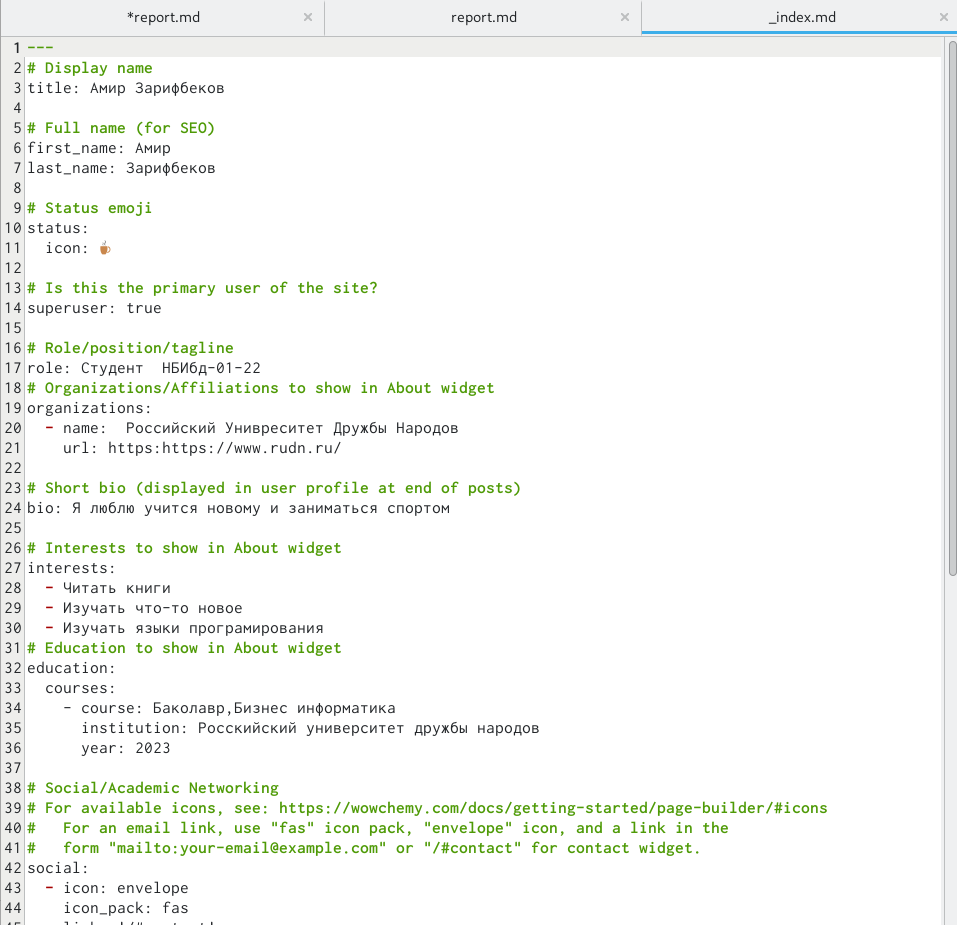 *report.md × report.md × _index.md ×
1 ---
2 # Display name
3 title: Амир Зарифбеков
4
5 # Full name (for SEO)
6 first_name: Амир
7 last_name: Зарифбеков
8
9 # Status emoji
10 status:
11   icon: ☕
12
13 # Is this the primary user of the site?
14 superuser: true
15
16 # Role/position/tagline
17 role: Студент  НБИбд-01-22
18 # Organizations/Affiliations to show in About widget
19 organizations:
20   - name:  Российский Унивреситет Дружбы Народов
21     url: https:https://www.rudn.ru/
22
23 # Short bio (displayed in user profile at end of posts)
24 bio: Я люблю учится новому и заниматься спортом
25
26 # Interests to show in About widget
27 interests:
28   - Читать книги
29   - Изучать что-то новое
30   - Изучать языки програмирования
31 # Education to show in About widget
32 education:
33   courses:
34     - course: Баколавр,Бизнес информатика
35       institution: Росскийский университет дружбы народов
36       year: 2023
37
38 # Social/Academic Networking
39 # For available icons, see: https://wowchemy.com/docs/getting-started/page-builder/#icons
40 #   For an email link, use "fas" icon pack, "envelope" icon, and a link in the
41 #   form "mailto:your-email@example.com" or "/#contact" for contact widget.
42 social:
43   - icon: envelope
44     icon_pack: fas